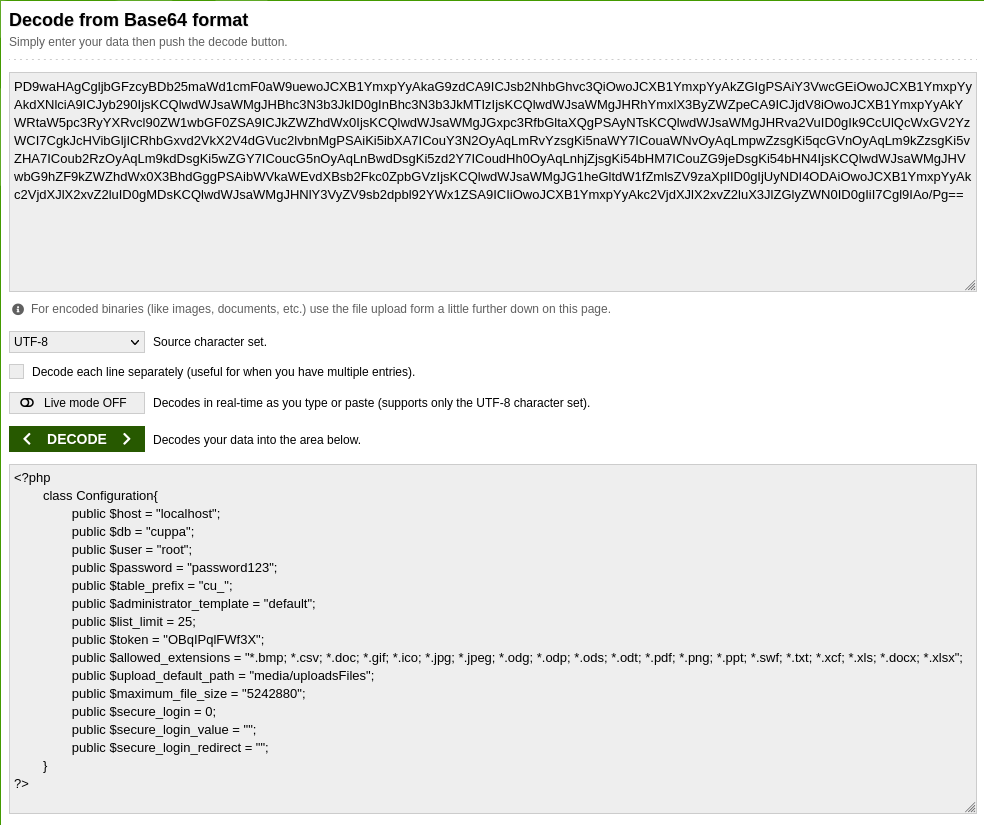 Decode from Base64 format
Simply enter your data then push the decode button.
PD9waHAgCgljbGFzcyBDb25maWd1cmF0aW9uewoJCXB1YmxpYyAkaG9zdCA9ICJsb2NhbGhvc3QiOwoJCXB1YmxpYyAkZGIgPSAiY3VwcGEiOwoJCXB1YmxpYy
AkdXNlciA9ICJyb290IjsKCQlwdWJsaWMgJHBhc3N3b3JkID0gInBhc3N3b3JkMTIzIjsKCQlwdWJsaWMgJHRhYmxlX3ByZWZpeCA9ICJjdV8iOwoJCXB1YmxpYyAkY
WRtaW5pc3RyYXRvcl90ZW1wbGF0ZSA9ICJkZWZhdWx0IjsKCQlwdWJsaWMgJGxpc3RfbGltaXQgPSAyNTsKCQlwdWJsaWMgJHRva2VuID0gIk9CcUlQcWxGV2Yz
WCI7CgkJcHVibGljICRhbGxvd2VkX2V4dGVuc2lvbnMgPSAiKi5ibXA7ICouY3N2OyAqLmRvYzsgKi5naWY7ICouaWNvOyAqLmpwZzsgKi5qcGVnOyAqLm9kZzsgKi5v
ZHA7ICoub2RzOyAqLm9kdDsgKi5wZGY7ICoucG5nOyAqLnBwdDsgKi5zd2Y7ICoudHh0OyAqLnhjZjsgKi54bHM7ICouZG9jeDsgKi54bHN4IjsKCQlwdWJsaWMgJHV
wbG9hZF9kZWZhdWx0X3BhdGggPSAibWVkaWEvdXBsb2Fkc0ZpbGVzIjsKCQlwdWJsaWMgJG1heGltdW1fZmlsZV9zaXplID0gIjUyNDI4ODAiOwoJCXB1YmxpYyAk
c2VjdXJlX2xvZ2luID0gMDsKCQlwdWJsaWMgJHNlY3VyZV9sb2dpbl92YWx1ZSA9ICIiOwoJCXB1YmxpYyAkc2VjdXJlX2xvZ2luX3JlZGlyZWN0ID0gIiI7Cgl9IAo/Pg==
For encoded binaries (like images, documents, etc.) use the file upload form a little further down on this page.
UTF-8 Source character set.
Decode each line separately (useful for when you have multiple entries).
Live mode OFF Decodes in real-time as you type or paste (supports only the UTF-8 character set).
DECODE Decodes your data into the area below.
<?php
class Configuration{
public $host = "localhost";
public $db = "cuppa";
public $user = "root";
public $password = "password123";
public $table_prefix = "cu_";
public $administrator_template = "default";
public $list_limit = 25;
public $token = "OBqIPqlFWf3X";
public $allowed_extensions = "*.bmp; *.csv; *.doc; *.gif; *.ico; *.jpg; *.jpeg; *.odg; *.odp; *.ods; *.odt; *.pdf; *.png; *.ppt; *.swf; *.txt; *.xcf; *.xls; *.docx; *.xlsx";
public $upload_default_path = "media/uploadsFiles";
public $maximum_file_size = "5242880";
public $secure_login = 0;
public $secure_login_value = "";
public $secure_login_redirect = "";
}
?>